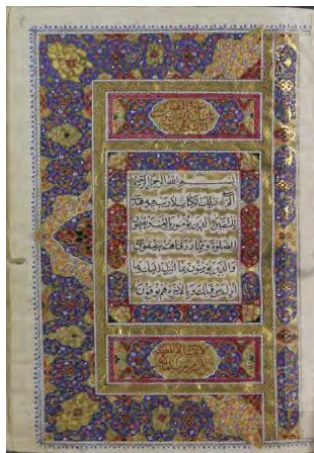 بسم الله الرحمن الرحيم
الم ذلك الكتاب لا ريب فيه هدى
للمتقين الذين يؤمنون بالغيب ويقيمون
الصلوة ومما رزقناهم ينفقون
والذين يؤمنون بما انزل اليك وما
انزل من قبلك وبالاخرة هم يوقنون